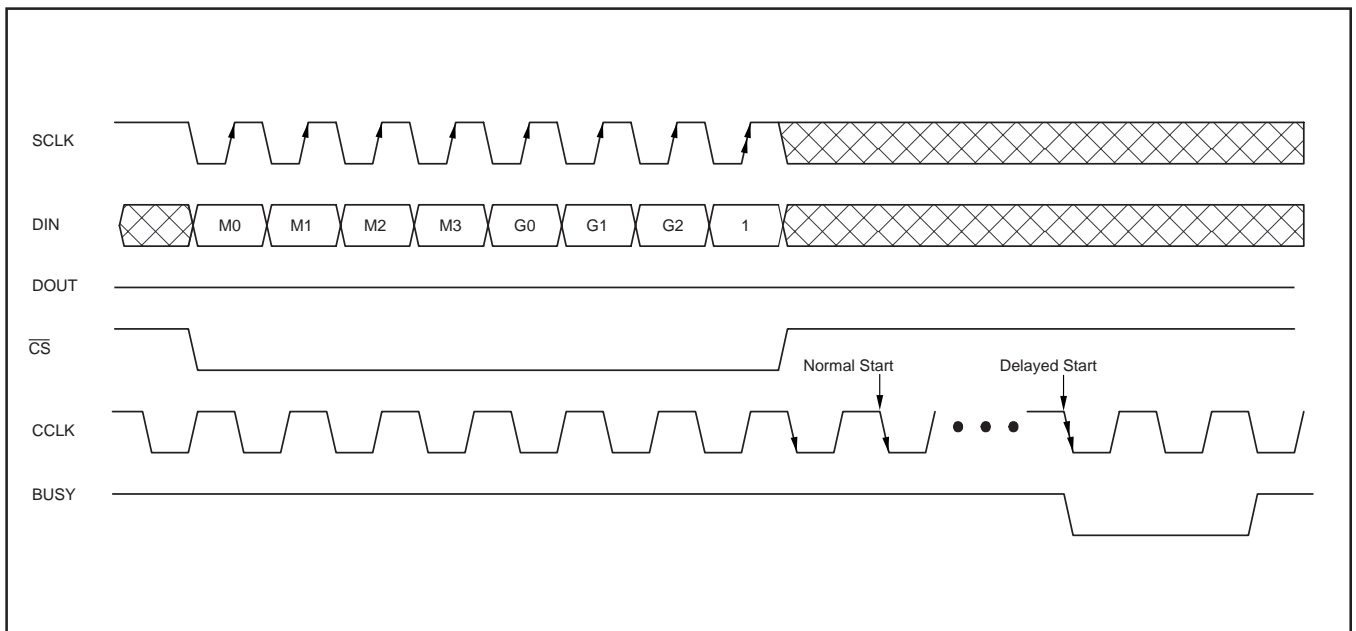 SCLK
DIN M0 M1 M2 M3 G0 G1 G2 1
DOUT
CS
Normal Start Delayed Start
CCLK
BUSY